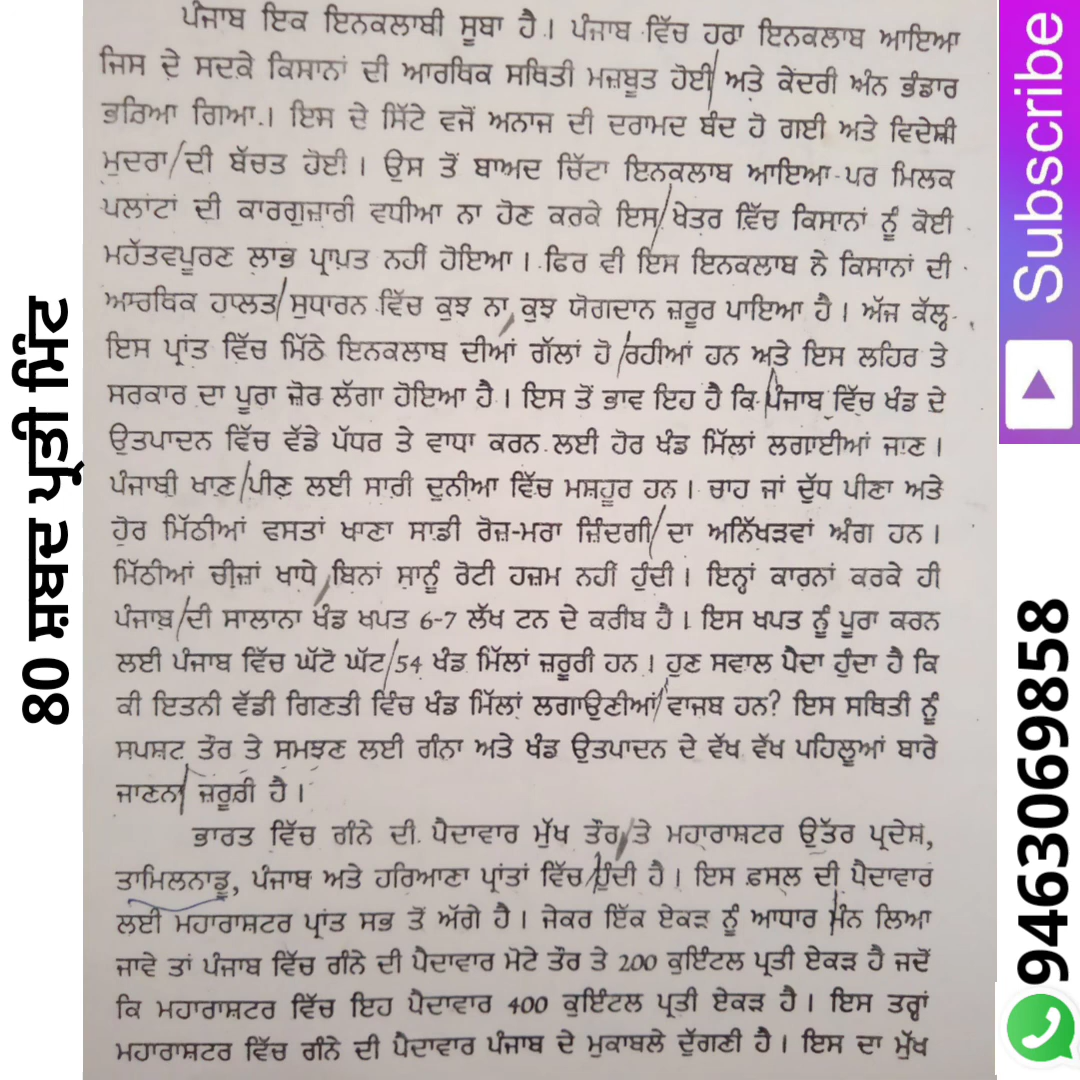 ਪੰਜਾਬ ਇਕ ਇਨਕਲਾਬੀ ਸੂਬਾ ਹੈ। ਪੰਜਾਬ ਵਿੱਚ ਹਰਾ ਇਨਕਲਾਬ ਆਇਆ
ਜਿਸ ਦੇ ਸਦਕੇ ਕਿਸਾਨਾਂ ਦੀ ਆਰਥਿਕ ਸਥਿਤੀ ਮਜ਼ਬੂਤ ਹੋਈ/ ਅਤੇ ਕੇਂਦਰੀ ਅੰਨ ਭੰਡਾਰ
ਭਰਿਆ ਗਿਆ। ਇਸ ਦੇ ਸਿੱਟੇ ਵਜੋਂ ਅਨਾਜ ਦੀ ਦਰਾਮਦ ਬੰਦ ਹੋ ਗਈ ਅਤੇ ਵਿਦੇਸ਼ੀ
ਮੁਦਰਾ/ਦੀ ਬੱਚਤ ਹੋਈ। ਉਸ ਤੋਂ ਬਾਅਦ ਚਿੱਟਾ ਇਨਕਲਾਬ ਆਇਆ ਪਰ ਮਿਲਕ
ਪਲਾਂਟਾਂ ਦੀ ਕਾਰਗੁਜ਼ਾਰੀ ਵਧੀਆ ਨਾ ਹੋਣ ਕਰਕੇ ਇਸ/ਖੇਤਰ ਵਿੱਚ ਕਿਸਾਨਾਂ ਨੂੰ ਕੋਈ
ਮਹੱਤਵਪੂਰਣ ਲਾਭ ਪ੍ਰਾਪਤ ਨਹੀਂ ਹੋਇਆ। ਫਿਰ ਵੀ ਇਸ ਇਨਕਲਾਬ ਨੇ ਕਿਸਾਨਾਂ ਦੀ
ਆਰਥਿਕ ਹਾਲਤ/ਸੁਧਾਰਨ ਵਿੱਚ ਕੁਝ ਨਾ ਕੁਝ ਯੋਗਦਾਨ ਜ਼ਰੂਰ ਪਾਇਆ ਹੈ। ਅੱਜ ਕੱਲ੍ਹ
ਇਸ ਪ੍ਰਾਂਤ ਵਿੱਚ ਮਿੱਠੇ ਇਨਕਲਾਬ ਦੀਆਂ ਗੱਲਾਂ ਹੋ/ਰਹੀਆਂ ਹਨ ਅਤੇ ਇਸ ਲਹਿਰ ਤੇ
ਸਰਕਾਰ ਦਾ ਪੂਰਾ ਜ਼ੋਰ ਲੱਗਾ ਹੋਇਆ ਹੈ। ਇਸ ਤੋਂ ਭਾਵ ਇਹ ਹੈ ਕਿ/ਪੰਜਾਬ ਵਿੱਚ ਖੰਡ ਦੇ
ਉਤਪਾਦਨ ਵਿੱਚ ਵੱਡੇ ਪੱਧਰ ਤੇ ਵਾਧਾ ਕਰਨ ਲਈ ਹੋਰ ਖੰਡ ਮਿੱਲਾਂ ਲਗਾਈਆਂ ਜਾਣ।
ਪੰਜਾਬੀ ਖਾਣ/ਪੀਣ ਲਈ ਸਾਰੀ ਦੁਨੀਆ ਵਿੱਚ ਮਸ਼ਹੂਰ ਹਨ। ਚਾਹ ਜਾਂ ਦੁੱਧ ਪੀਣਾ ਅਤੇ
ਹੋਰ ਮਿੱਠੀਆਂ ਵਸਤਾਂ ਖਾਣਾ ਸਾਡੀ ਰੋਜ਼-ਮਰਾ ਜ਼ਿੰਦਗੀ/ਦਾ ਅਨਿੱਖੜਵਾਂ ਅੰਗ ਹਨ।
ਮਿੱਠੀਆਂ ਚੀਜ਼ਾਂ ਖਾਧੇ ਬਿਨਾਂ ਸਾਨੂੰ ਰੋਟੀ ਹਜ਼ਮ ਨਹੀਂ ਹੁੰਦੀ। ਇਨ੍ਹਾਂ ਕਾਰਨਾਂ ਕਰਕੇ ਹੀ
ਪੰਜਾਬ/ਦੀ ਸਾਲਾਨਾ ਖੰਡ ਖਪਤ 6-7 ਲੱਖ ਟਨ ਦੇ ਕਰੀਬ ਹੈ। ਇਸ ਖਪਤ ਨੂੰ ਪੂਰਾ ਕਰਨ
ਲਈ ਪੰਜਾਬ ਵਿੱਚ ਘੱਟੋ ਘੱਟ/54 ਖੰਡ ਮਿੱਲਾਂ ਜ਼ਰੂਰੀ ਹਨ। ਹੁਣ ਸਵਾਲ ਪੈਦਾ ਹੁੰਦਾ ਹੈ ਕਿ
ਕੀ ਇਤਨੀ ਵੱਡੀ ਗਿਣਤੀ ਵਿੱਚ ਖੰਡ ਮਿੱਲਾਂ ਲਗਾਉਣੀਆਂ/ਵਾਜਬ ਹਨ? ਇਸ ਸਥਿਤੀ ਨੂੰ
ਸਪਸ਼ਟ ਤੌਰ ਤੇ ਸਮਝਣ ਲਈ ਗੰਨਾ ਅਤੇ ਖੰਡ ਉਤਪਾਦਨ ਦੇ ਵੱਖ ਵੱਖ ਪਹਿਲੂਆਂ ਬਾਰੇ
ਜਾਣਨਾ/ ਜ਼ਰੂਰੀ ਹੈ।
ਭਾਰਤ ਵਿੱਚ ਗੰਨੇ ਦੀ ਪੈਦਾਵਾਰ ਮੁੱਖ ਤੌਰ ਤੇ ਮਹਾਰਾਸ਼ਟਰ ਉੱਤਰ ਪ੍ਰਦੇਸ਼,
ਤਾਮਿਲਨਾਡੂ, ਪੰਜਾਬ ਅਤੇ ਹਰਿਆਣਾ ਪ੍ਰਾਂਤਾਂ ਵਿੱਚ/ਹੁੰਦੀ ਹੈ। ਇਸ ਫ਼ਸਲ ਦੀ ਪੈਦਾਵਾਰ
ਲਈ ਮਹਾਰਾਸ਼ਟਰ ਪ੍ਰਾਂਤ ਸਭ ਤੋਂ ਅੱਗੇ ਹੈ। ਜੇਕਰ ਇੱਕ ਏਕੜ ਨੂੰ ਆਧਾਰ ਮੰਨ ਲਿਆ
ਜਾਵੇ ਤਾਂ ਪੰਜਾਬ ਵਿੱਚ ਗੰਨੇ ਦੀ ਪੈਦਾਵਾਰ ਮੋਟੇ ਤੌਰ ਤੇ 200 ਕੁਇੰਟਲ ਪ੍ਰਤੀ ਏਕੜ ਹੈ ਜਦੋਂ
ਕਿ ਮਹਾਰਾਸ਼ਟਰ ਵਿੱਚ ਇਹ ਪੈਦਾਵਾਰ 400 ਕੁਇੰਟਲ ਪ੍ਰਤੀ ਏਕੜ ਹੈ। ਇਸ ਤਰ੍ਹਾਂ
ਮਹਾਰਾਸ਼ਟਰ ਵਿੱਚ ਗੰਨੇ ਦੀ ਪੈਦਾਵਾਰ ਪੰਜਾਬ ਦੇ ਮੁਕਾਬਲੇ ਦੁੱਗਣੀ ਹੈ। ਇਸ ਦਾ ਮੁੱਖ
80 ਸ਼ਬਦ ਪ੍ਰਤੀ ਮਿੰਟ
Subscribe
9463069858